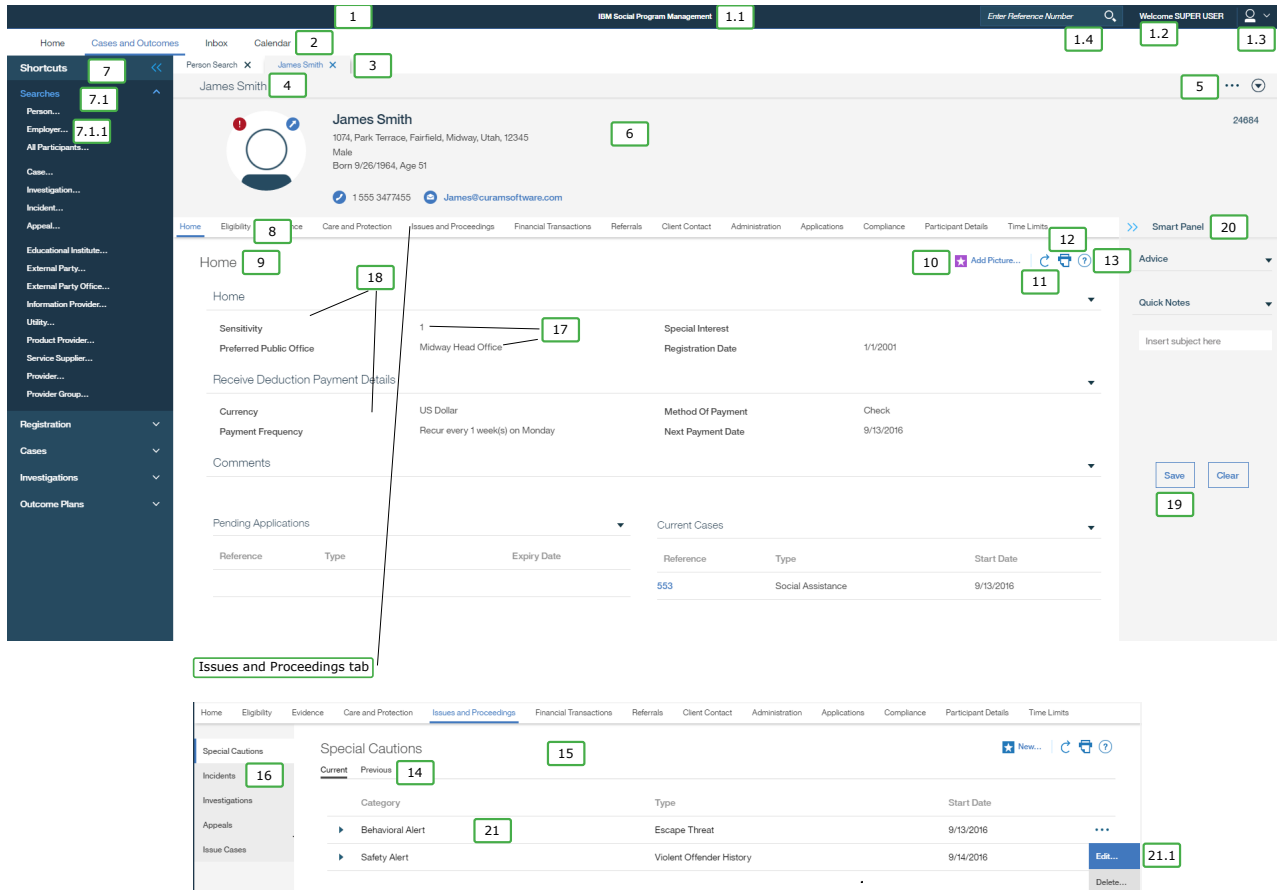 1 IBM Social Program Management 1.1 Enter Reference Number Welcome SUPER USER
1.4 1.2 1.3
Home Cases and Outcomes Inbox Calendar 2
Shortcuts 7 Person Search X James Smith X 3
James Smith 4 5
Searches 7.1
Person...
Employer... 7.1.1
All Participants...
Case...
Investigation...
Incident...
Appeal...
Educational Institute...
External Party...
External Party Office...
Information Provider...
Utility...
Product Provider...
Service Supplier...
Provider...
Provider Group...
Registration
Cases
Investigations
Outcome Plans
James Smith 6 24684
1074, Park Terrace, Fairfield, Midway, Utah, 12345
Male
Born 9/26/1964, Age 51
1 555 3477455 James@curamsoftware.com
Home Eligibility 8 nce Care and Protection Issues and Proceedings Financial Transactions Referrals Client Contact Administration Applications Compliance Participant Details Time Limits
12
Home 9 10 Add Picture... ? 13
11
18
Home
Sensitivity 1 17 Special Interest
Preferred Public Office Midway Head Office Registration Date 1/1/2001
Receive Deduction Payment Details
Currency US Dollar Method Of Payment Check
Payment Frequency Recur every 1 week(s) on Monday Next Payment Date 9/13/2016
Comments
Pending Applications
Reference Type Expiry Date
Current Cases
Reference Type Start Date
553 Social Assistance 9/13/2016
Smart Panel 20
Advice
Quick Notes
Insert subject here
Save Clear
19
Issues and Proceedings tab
Home Eligibility Evidence Care and Protection Issues and Proceedings Financial Transactions Referrals Client Contact Administration Applications Compliance Participant Details Time Limits
Special Cautions
Incidents 16
Investigations
Appeals
Issue Cases
Special Cautions 15 New... ?
Current Previous 14
Category Type Start Date
Behavioral Alert 21 Escape Threat 9/13/2016 ...
Safety Alert Violent Offender History 9/14/2016
Edit... 21.1
Delete...